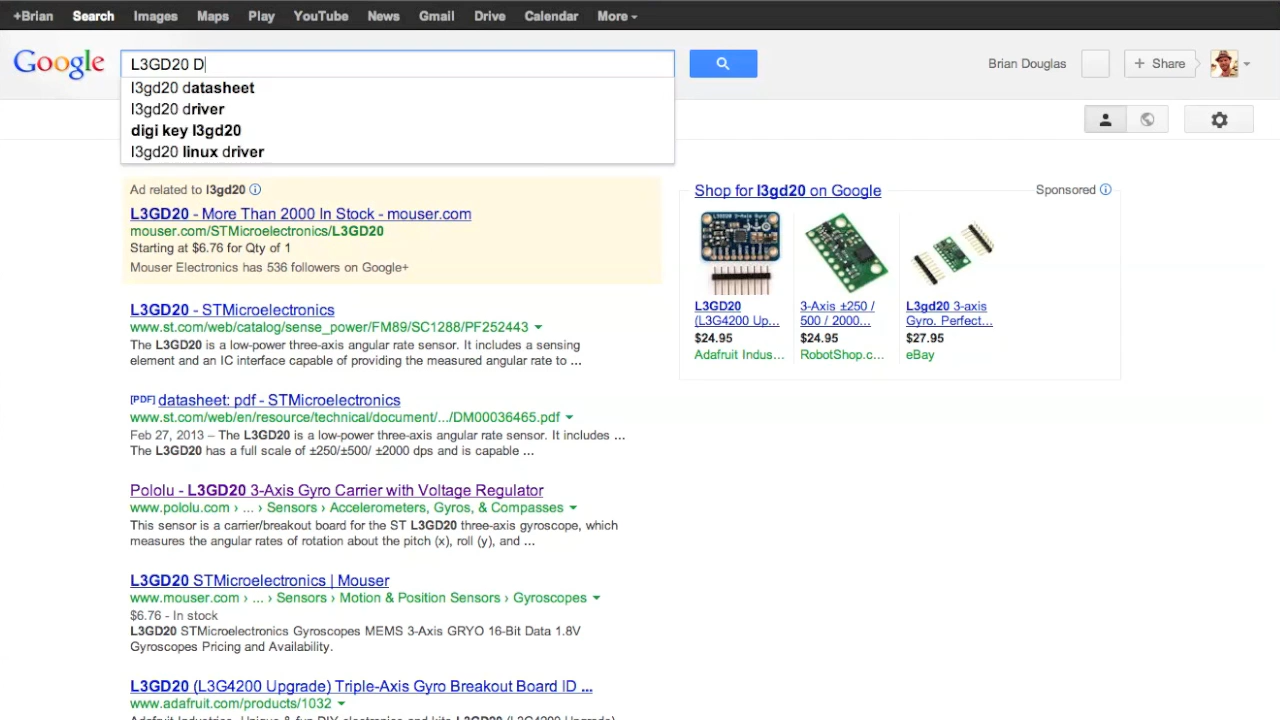 +Brian Search Images Maps Play YouTube News Gmail Drive Calendar More
Google L3GD20 D Brian Douglas + Share
l3gd20 datasheet
l3gd20 driver
digi key l3gd20
l3gd20 linux driver
Ad related to l3gd20
L3GD20 - More Than 2000 In Stock - mouser.com
mouser.com/STMicroelectronics/L3GD20
Starting at $6.76 for Qty of 1
Mouser Electronics has 536 followers on Google+
L3GD20 - STMicroelectronics
www.st.com/web/catalog/sense_power/FM89/SC1288/PF252443
The L3GD20 is a low-power three-axis angular rate sensor. It includes a sensing
element and an IC interface capable of providing the measured angular rate to ...
[PDF] datasheet: pdf - STMicroelectronics
www.st.com/web/en/resource/technical/document/.../DM00036465.pdf
Feb 27, 2013 – The L3GD20 is a low-power three-axis angular rate sensor. It includes ...
The L3GD20 has a full scale of ±250/±500/ ±2000 dps and is capable ...
Pololu - L3GD20 3-Axis Gyro Carrier with Voltage Regulator
www.pololu.com › ... › Sensors › Accelerometers, Gyros, & Compasses
This sensor is a carrier/breakout board for the ST L3GD20 three-axis gyroscope, which
measures the angular rates of rotation about the pitch (x), roll (y), and ...
L3GD20 STMicroelectronics | Mouser
www.mouser.com › ... › Sensors › Motion & Position Sensors › Gyroscopes
$6.76 - In stock
L3GD20 STMicroelectronics Gyroscopes MEMS 3-Axis GRYO 16-Bit Data 1.8V
Gyroscopes Pricing and Availability.
L3GD20 (L3G4200 Upgrade) Triple-Axis Gyro Breakout Board ID ...
www.adafruit.com/products/1032
Adafruit Industries, Unique & fun DIY electronics and kits L3GD20 (L3G4200 Upgrade)
Shop for l3gd20 on Google Sponsored
L3GD20
(L3G4200 Up...
$24.95
Adafruit Indus...
3-Axis ±250 /
500 / 2000...
$24.95
RobotShop.c...
L3gd20 3-axis
Gyro. Perfect...
$27.95
eBay